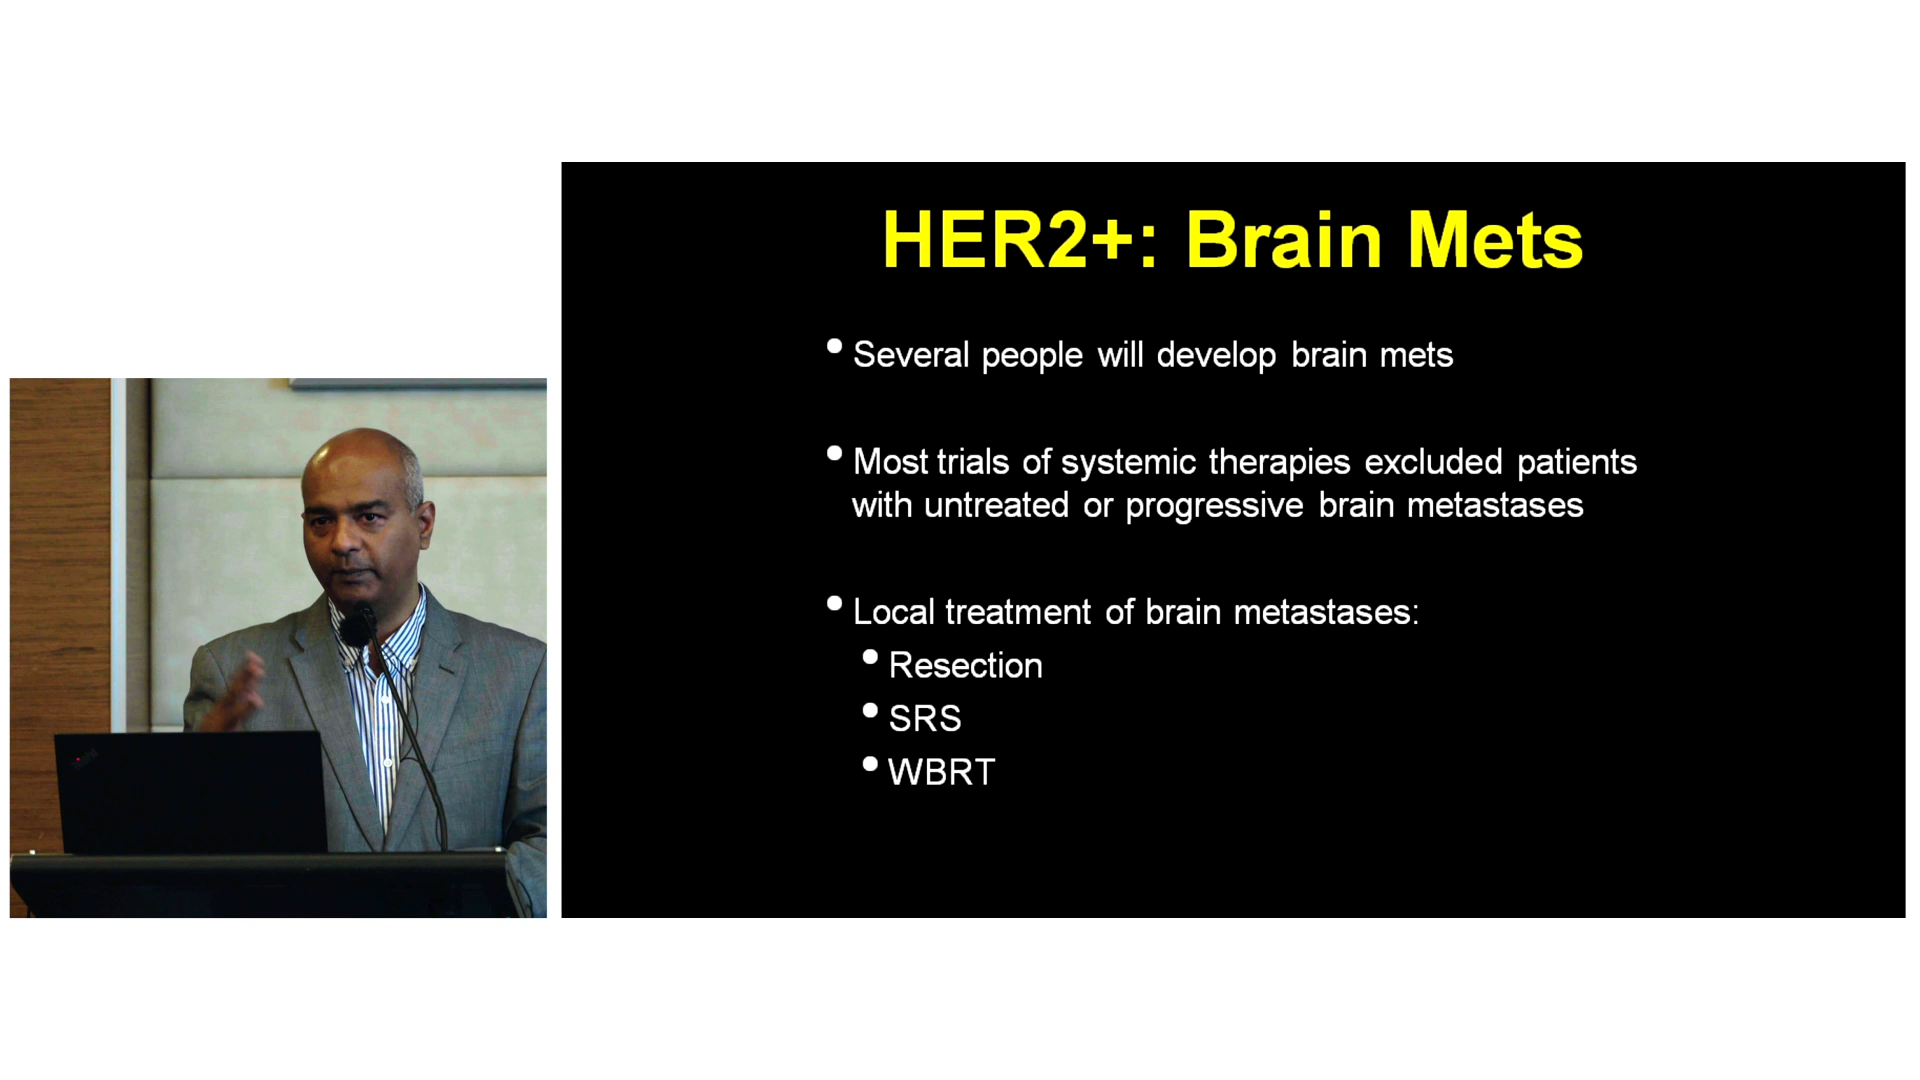 HER2+: Brain Mets
• Several people will develop brain mets
• Most trials of systemic therapies excluded patients
with untreated or progressive brain metastases
• Local treatment of brain metastases:
• Resection
• SRS
• WBRT